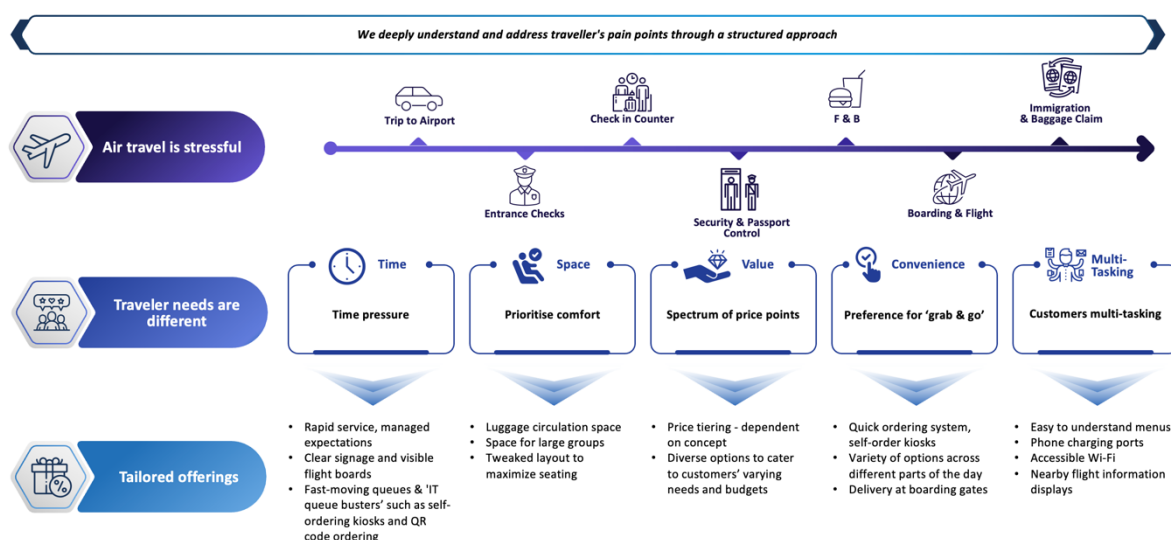 We deeply understand and address traveller's pain points through a structured approach
Air travel is stressful
Trip to Airport
Entrance Checks
Check in Counter
Security & Passport
Control
F & B
Boarding & Flight
Immigration
& Baggage Claim
Traveler needs are
different
Time
Time pressure
Space
Prioritise comfort
Value
Spectrum of price points
Convenience
Preference for ‘grab & go’
Multi-
Tasking
Customers multi-tasking
Tailored offerings
• Rapid service, managed
expectations
• Clear signage and visible
flight boards
• Fast-moving queues & 'IT
queue busters’ such as self-
ordering kiosks and QR
code ordering
• Luggage circulation space
• Space for large groups
• Tweaked layout to
maximize seating
• Price tiering - dependent
on concept
• Diverse options to cater
to customers’ varying
needs and budgets
• Quick ordering system,
self-order kiosks
• Variety of options across
different parts of the day
• Delivery at boarding gates
• Easy to understand menus
• Phone charging ports
• Accessible Wi-Fi
• Nearby flight information
displays